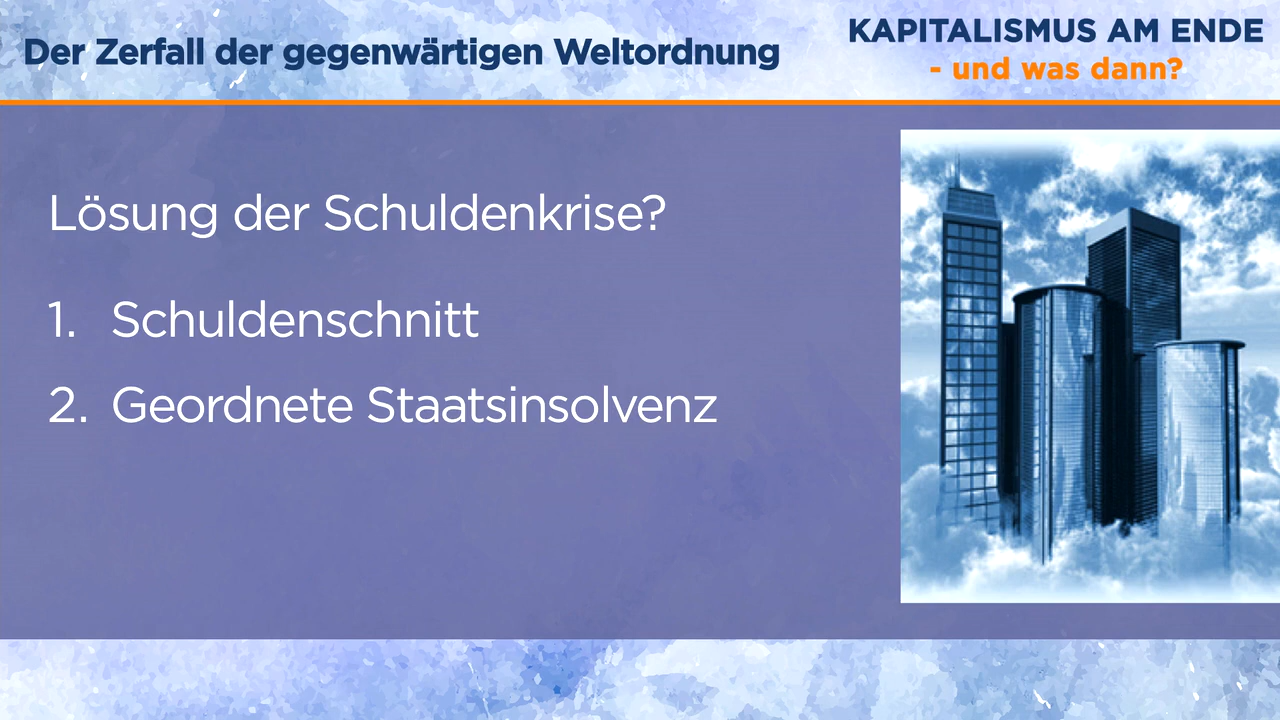 Der Zerfall der gegenwärtigen Weltordnung
KAPITALISMUS AM ENDE
- und was dann?
Lösung der Schuldenkrise?
1. Schuldenschnitt
2. Geordnete Staatsinsolvenz